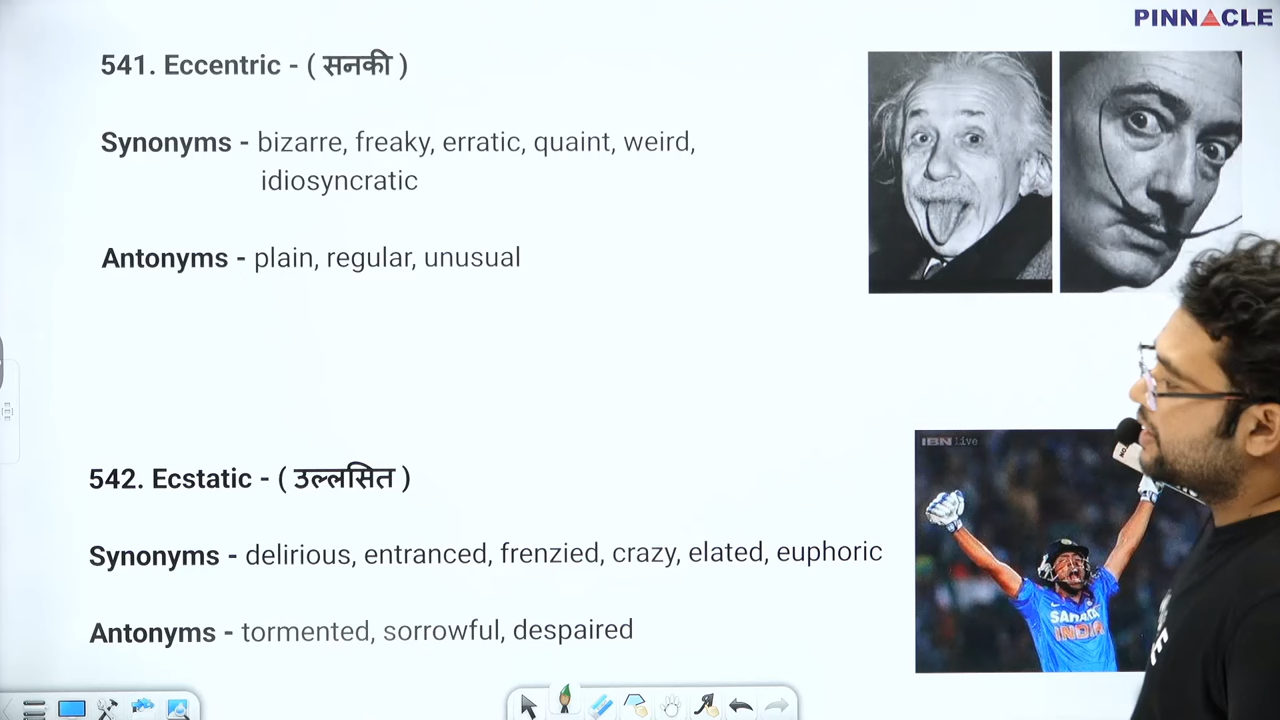 PINNACLE
541. Eccentric - ( सनकी )
Synonyms - bizarre, freaky, erratic, quaint, weird,
idiosyncratic
Antonyms - plain, regular, unusual
542. Ecstatic - ( उल्लसित )
IBN Live
Synonyms - delirious, entranced, frenzied, crazy, elated, euphoric
Antonyms - tormented, sorrowful, despaired
SAHARA
INDIA